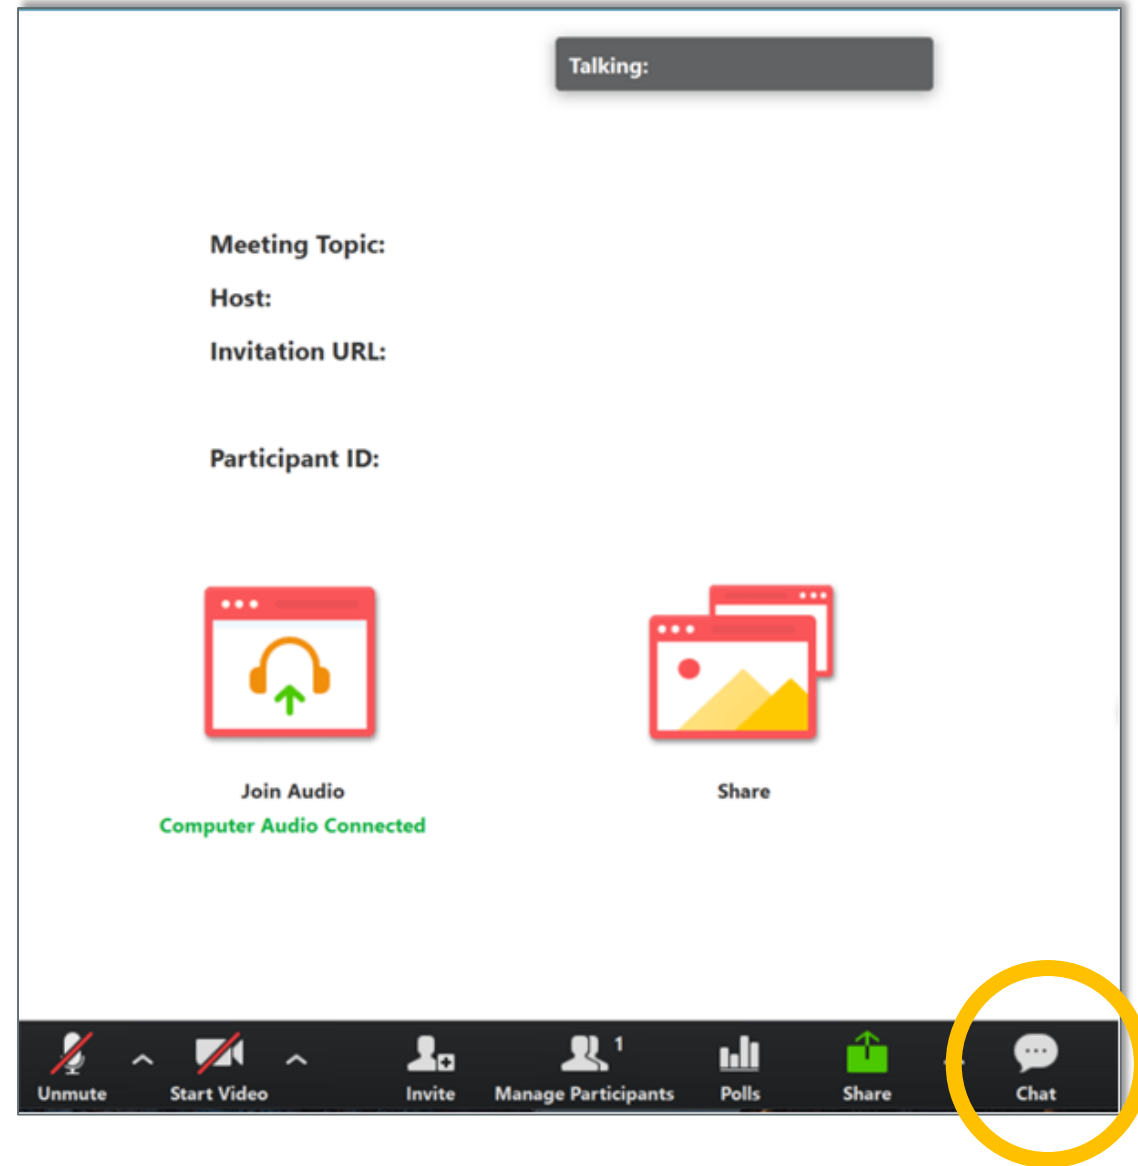 Talking:
Meeting Topic:
Host:
Invitation URL:
Participant ID:
Join Audio
Share
Computer Audio Connected
1
Unmute
Start Video
Invite
Manage Participants
Polls
Share
Chat